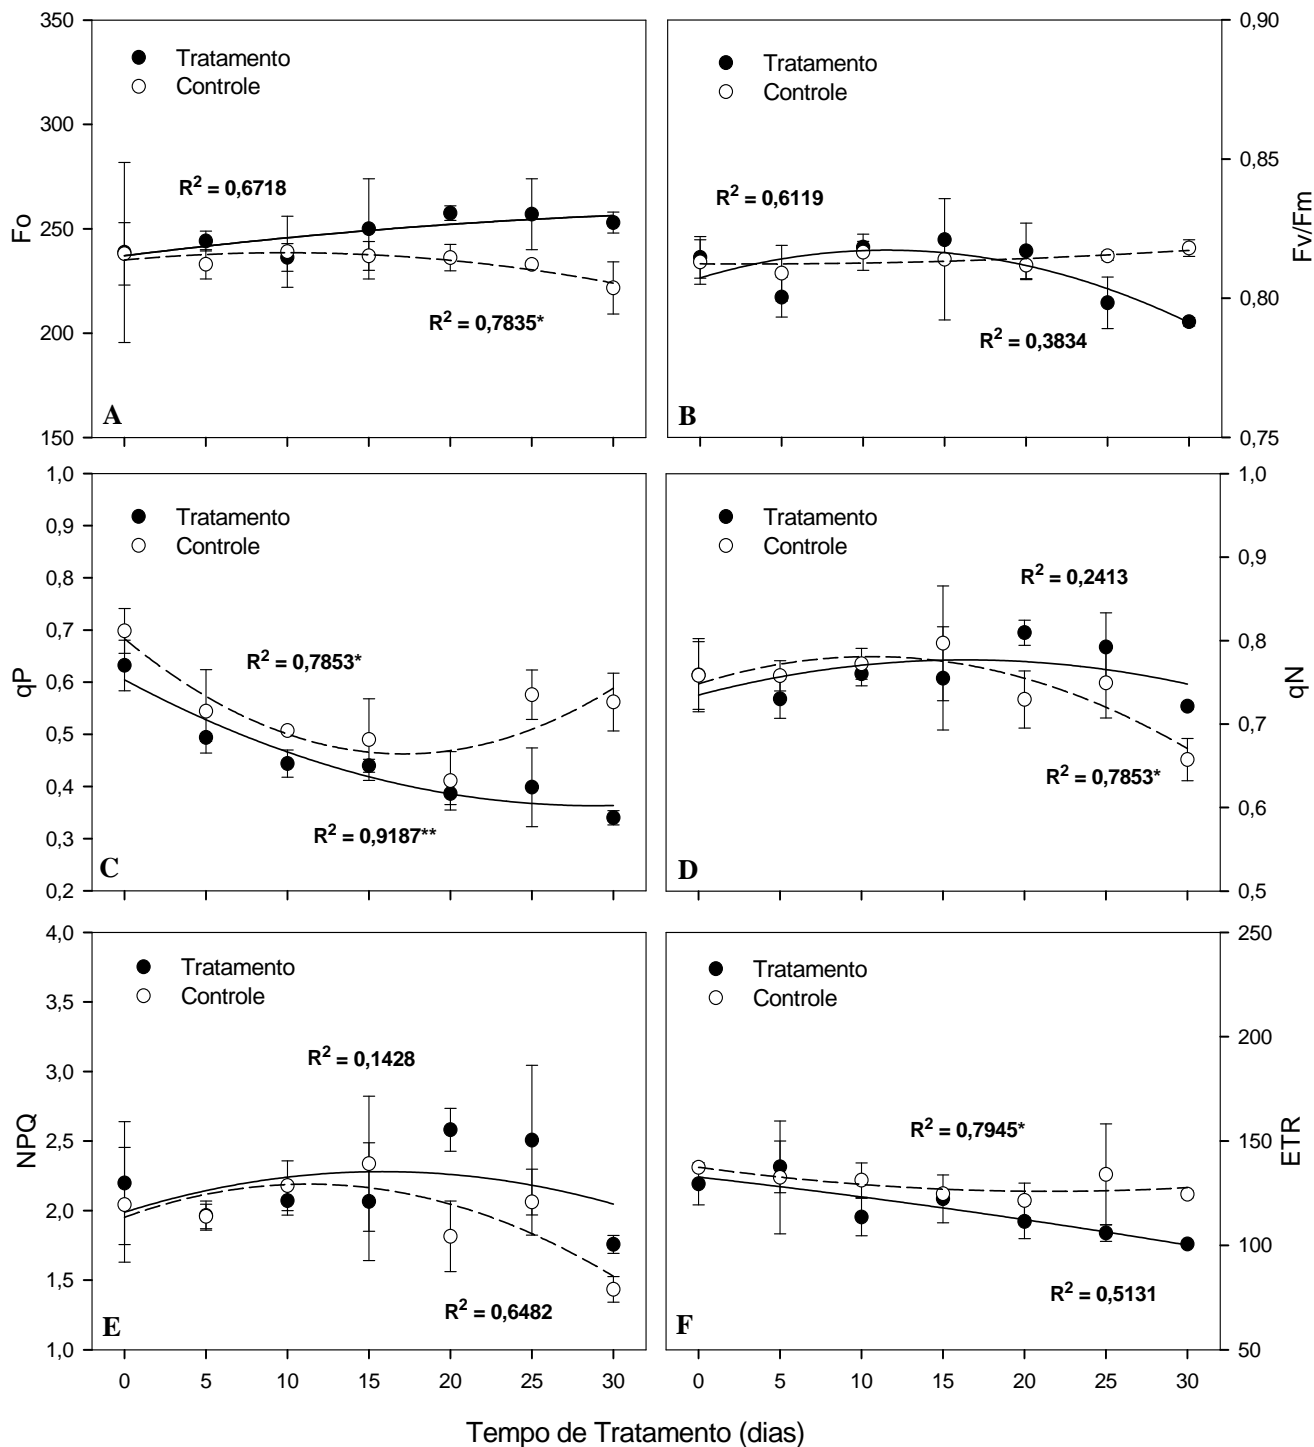 350
300
250
200
150
Fo
Tratamento
Controle
R² = 0,6718
R² = 0,7835*
A
Tratamento
Controle
R² = 0,6119
R² = 0,3834
B
0,90
0,85
0,80
0,75
Fv/Fm
1,0
0,9
0,8
0,7
0,6
0,5
0,4
0,3
0,2
qP
Tratamento
Controle
R² = 0,7853*
R² = 0,9187**
C
Tratamento
Controle
R² = 0,2413
R² = 0,7853*
D
1,0
0,9
0,8
0,7
0,6
0,5
qN
4,0
3,5
3,0
2,5
2,0
1,5
1,0
NPQ
Tratamento
Controle
R² = 0,1428
R² = 0,6482
E
0 5 10 15 20 25 30
Tratamento
Controle
R² = 0,7945*
R² = 0,5131
F
250
200
150
100
50
ETR
0 5 10 15 20 25 30
Tempo de Tratamento (dias)